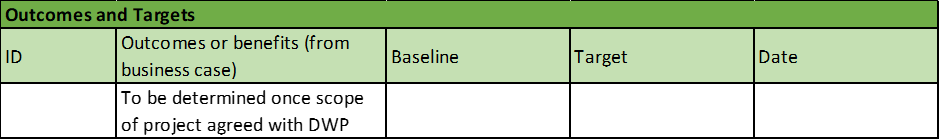 Outcomes and Targets
ID
Outcomes or benefits (from
business case)
Baseline
Target
Date
To be determined once scope
of project agreed with DWP